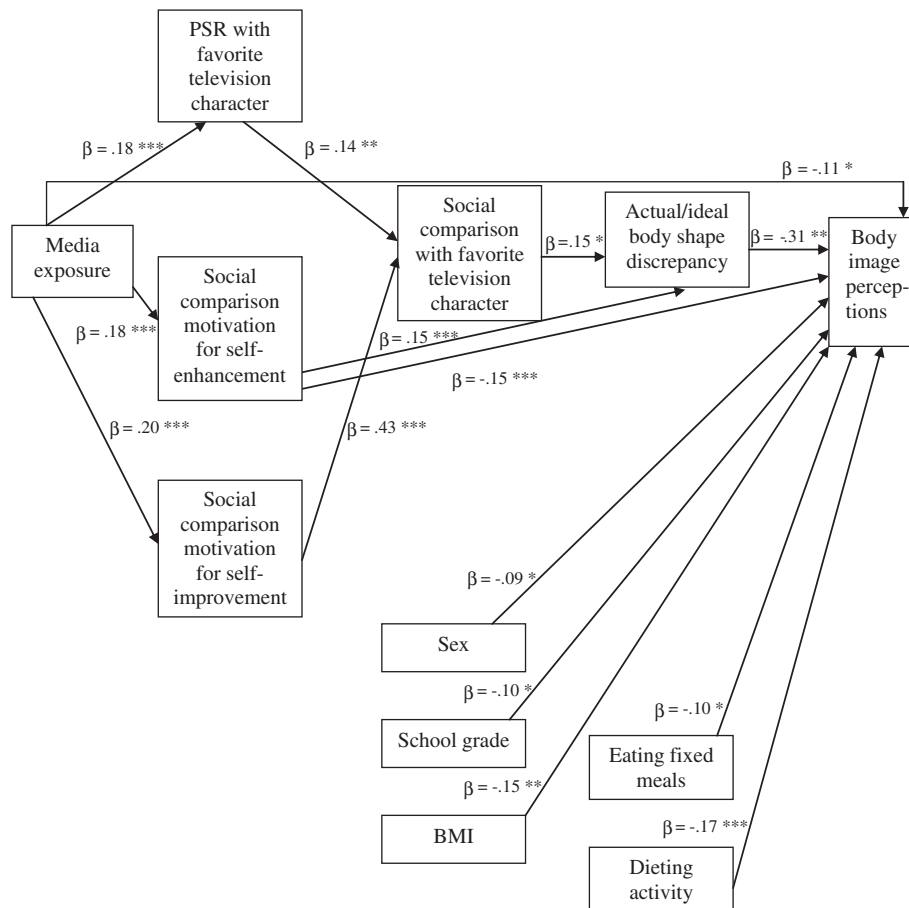 PSR with
favorite
television
character
β = .18 ***
β = .14 **
β = -.11 *
Media
exposure
Social
comparison
motivation
for self-
enhancement
Social
comparison
with favorite
television
character
β = .15 *
Actual/ideal
body shape
discrepancy
β = -.31 **
Body
image
percep-
tions
β = .18 ***
β = .15 ***
β = -.15 ***
β = .20 ***
β = .43 ***
Social
comparison
motivation
for self-
improvement
β = -.09 *
Sex
β = -.10 *
School grade
β = -.15 **
BMI
β = -.10 *
Eating fixed
meals
β = -.17 ***
Dieting
activity